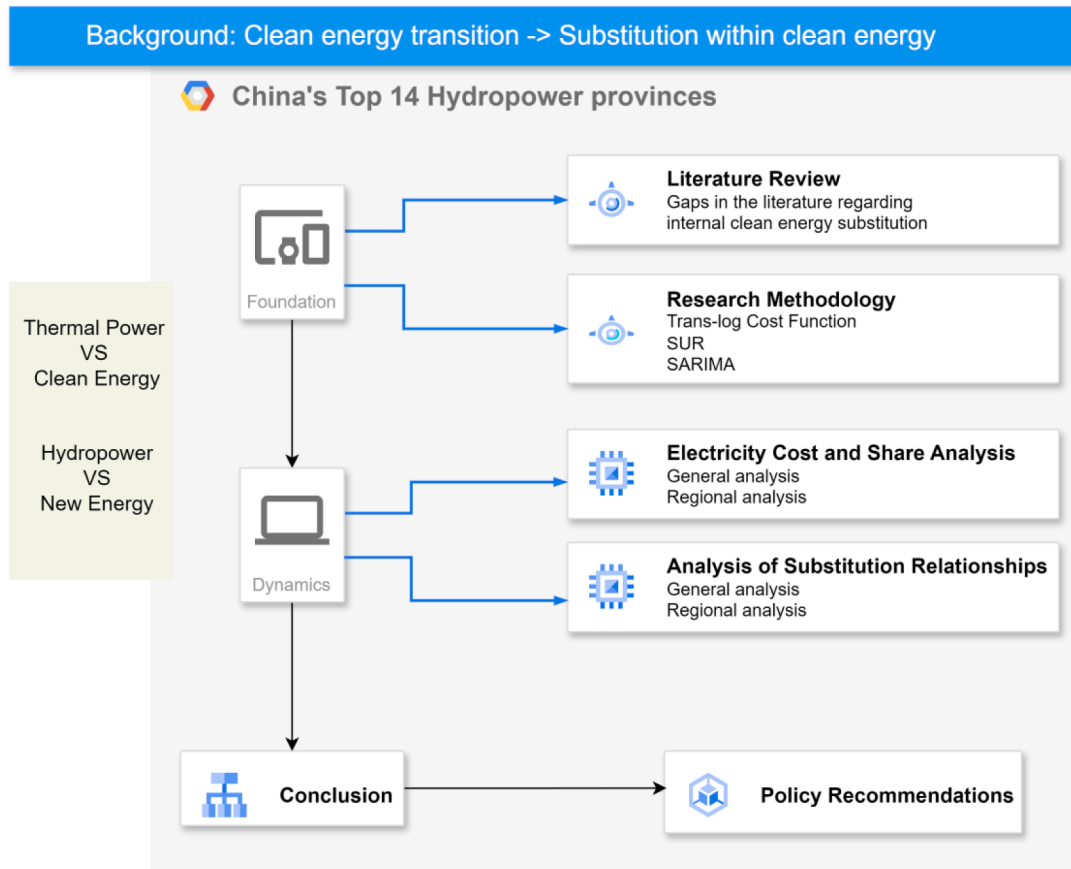 Background: Clean energy transition -> Substitution within clean energy
China's Top 14 Hydropower provinces
Thermal Power
VS
Clean Energy
Hydropower
VS
New Energy
Foundation
Literature Review
Gaps in the literature regarding
internal clean energy substitution
Research Methodology
Trans-log Cost Function
SUR
SARIMA
Dynamics
Electricity Cost and Share Analysis
General analysis
Regional analysis
Analysis of Substitution Relationships
General analysis
Regional analysis
Conclusion
Policy Recommendations